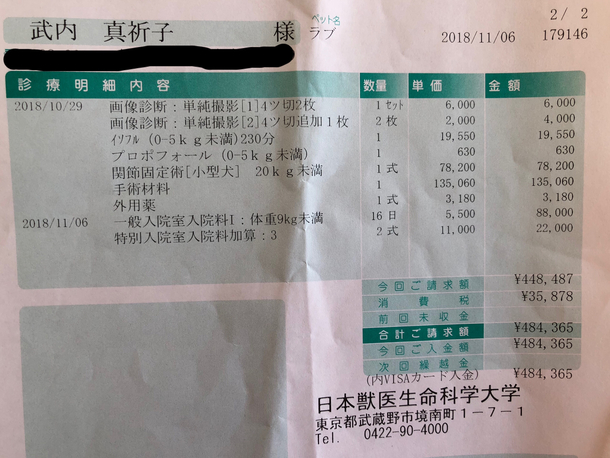 2 / 2
武内 真祈子 様
ペット名
ラブ
2018/11/06 179146
診療明細内容 数量 単価 金額
2018/10/29 画像診断：単純撮影[1]4ツ切2枚 1 セット 6,000 6,000
画像診断：単純撮影[2]4ツ切追加1枚 2 枚 2,000 4,000
ｲｿﾌﾙ (0-5ｋｇ未満)230分 1 19,550 19,550
プロポフォール (0-5ｋｇ未満) 1 630 630
関節固定術[小型犬] 20kg未満 1 式 78,200 78,200
手術材料 1 135,060 135,060
外用薬 1 式 3,180 3,180
2018/11/06 一般入院室入院料I：体重9kg未満 16 日 5,500 88,000
特別入院室入院料加算：3 2 式 11,000 22,000
今回ご請求額 ¥448,487
消費税 ¥35,878
前回未収金
合計ご請求額 ¥484,365
今回ご入金額 ¥484,365
次回繰越金
(内VISAカード入金) ¥484,365
日本獣医生命科学大学
東京都武蔵野市境南町1－7－1
Tel. 0422-90-4000